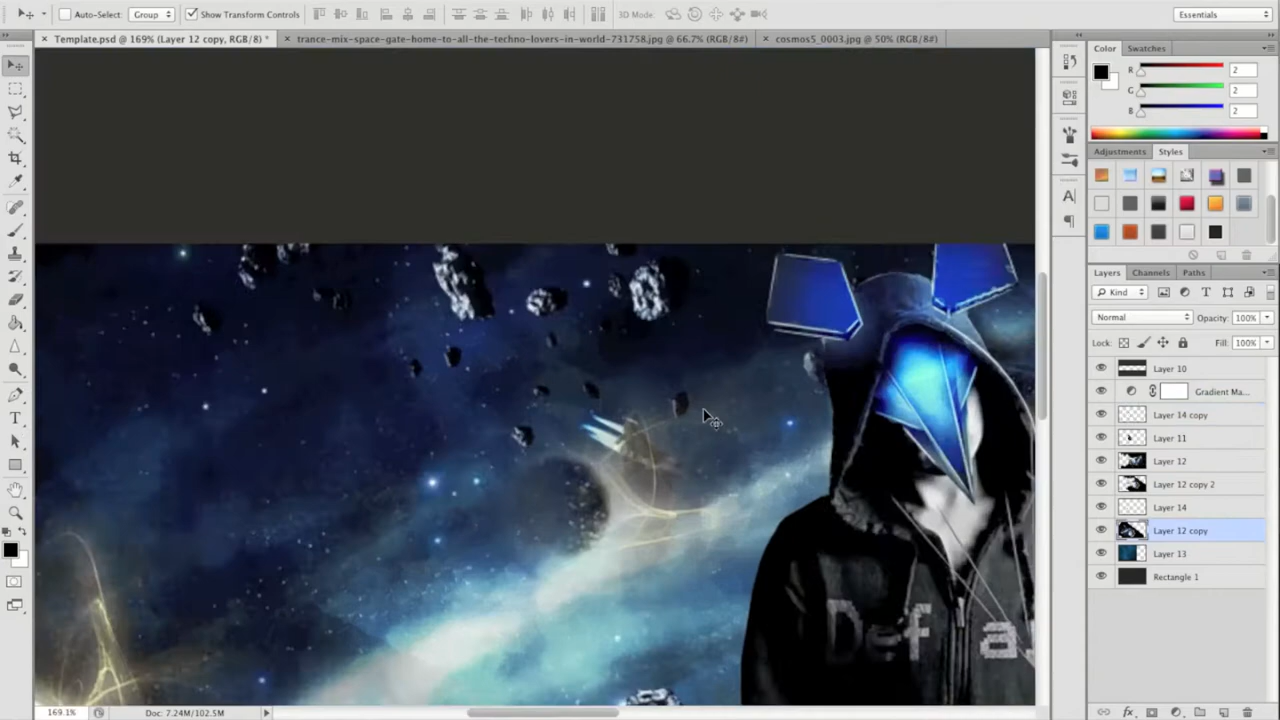 Auto-Select: Group Show Transform Controls 3D Mode: Essentials
Template.psd @ 169% (Layer 12 copy, RGB/8) * trance-mix-space-gate-home-to-all-the-techno-lovers-in-world-731758.jpg @ 66.7% (RGB/8#) cosmos5_0003.jpg @ 50% (RGB/8#)
Color Swatches
R 2
G 2
B 2
Adjustments Styles
Layers Channels Paths
Kind
Normal Opacity: 100%
Lock: Fill: 100%
Layer 10
Gradient Ma...
Layer 14 copy
Layer 11
Layer 12
Layer 12 copy 2
Layer 14
Layer 12 copy
Layer 13
Rectangle 1
Def
169.1% Doc: 7.24M/102.5M